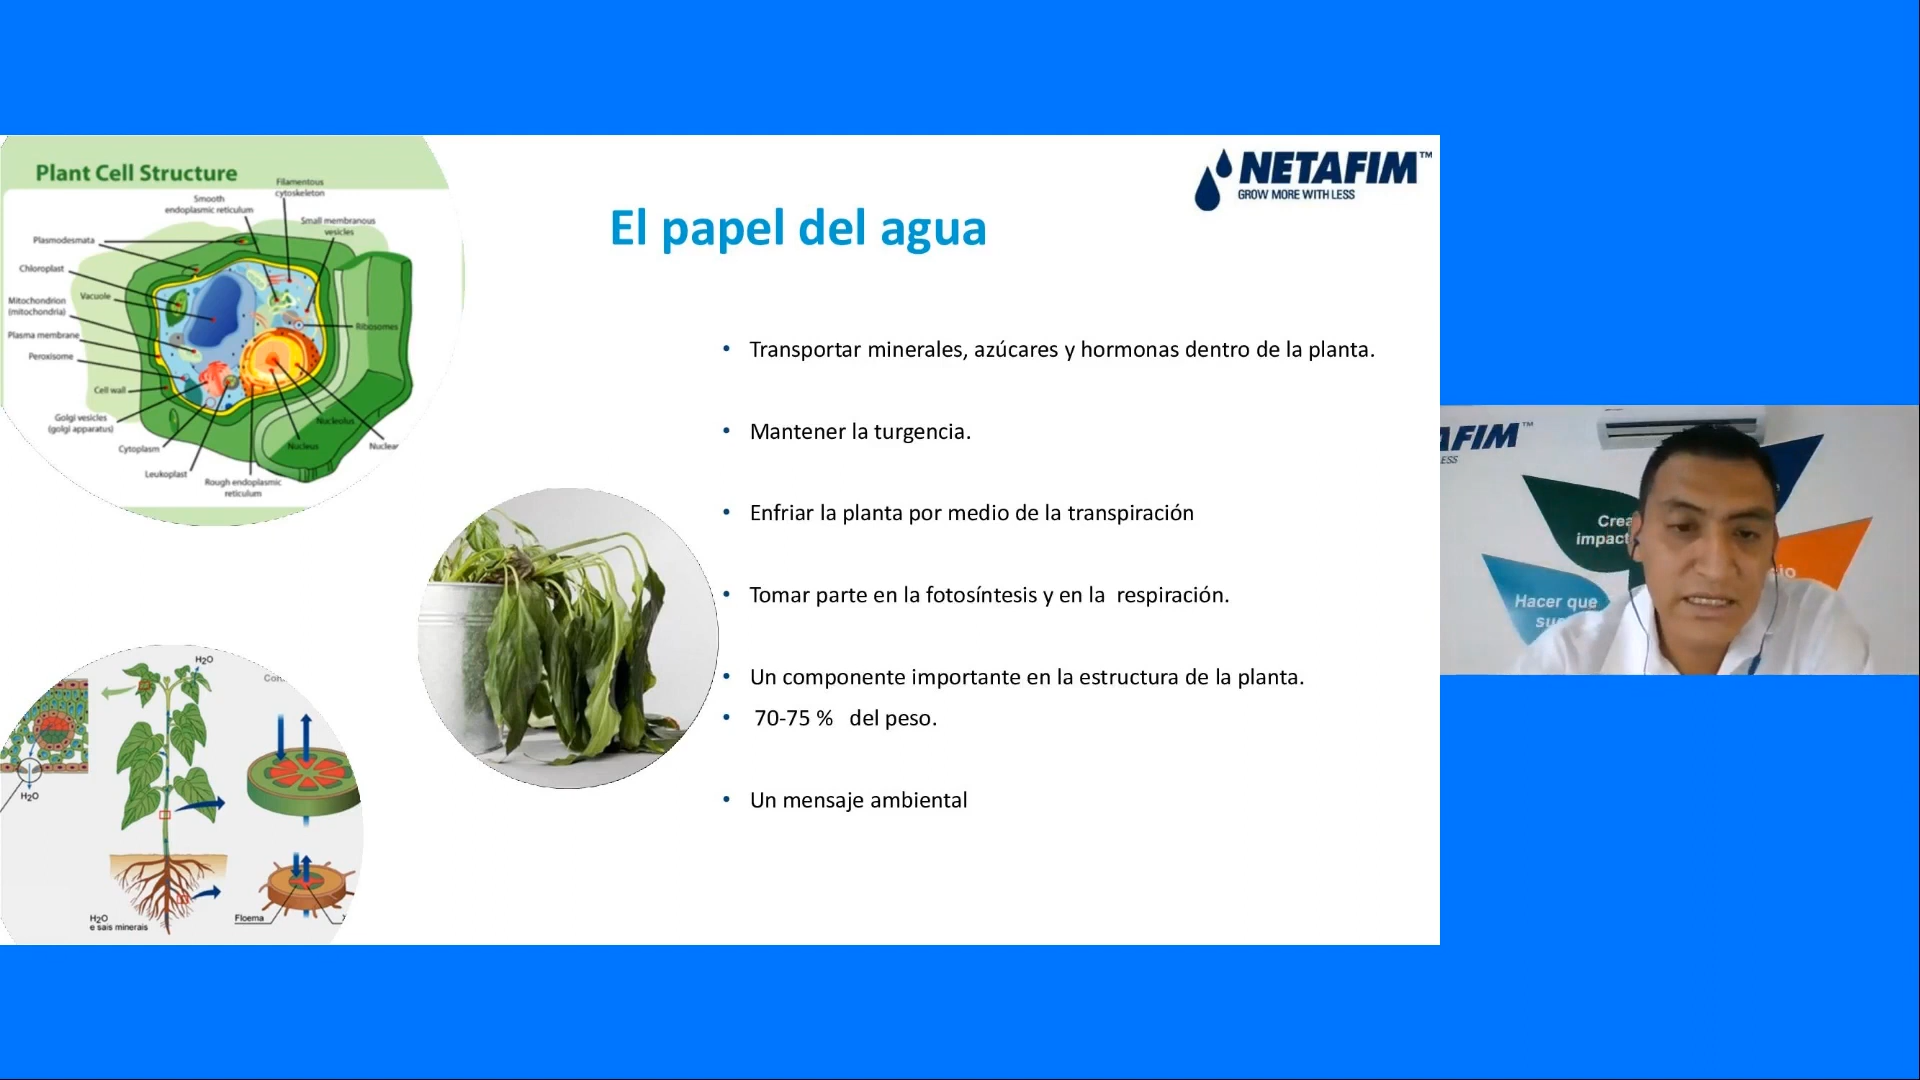 Plant Cell Structure
Filamentous
cytoskeleton
Smooth
endoplasmic reticulum
Small membranous
vesicles
Plasmodesmata
Chloroplast
Vacuole
Mitochondrion
(mitochondria)
Plasma membrane
Peroxisome
Ribosomes
Cell wall
Golgi vesicles
(golgi apparatus)
Nucleolus
Cytoplasm
Nucleus
Nuclear
Leukoplast
Rough endoplasmic
reticulum
NETAFIM™
GROW MORE WITH LESS
El papel del agua
• Transportar minerales, azúcares y hormonas dentro de la planta.
• Mantener la turgencia.
• Enfriar la planta por medio de la transpiración
• Tomar parte en la fotosíntesis y en la  respiración.
• Un componente importante en la estructura de la planta.
• 70-75 %   del peso.
• Un mensaje ambiental
H2O
H2O
H2O
e sais minerais
Floema
AFIM™
ESS
Crea
impact
Hacer que